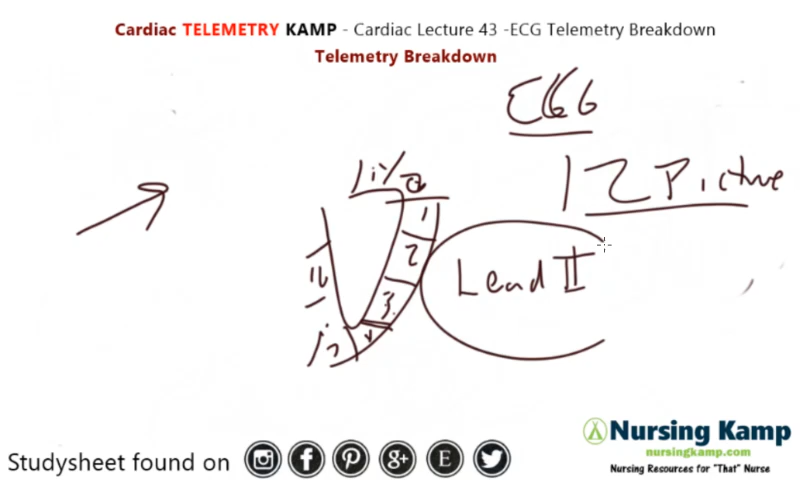 Cardiac TELEMETRY KAMP - Cardiac Lecture 43 -ECG Telemetry Breakdown
Telemetry Breakdown
12 Picture
1
2
Lead II
3
Nursing Kamp
nursingkamp.com
Nursing Resources for "That" Nurse
Studysheet found on